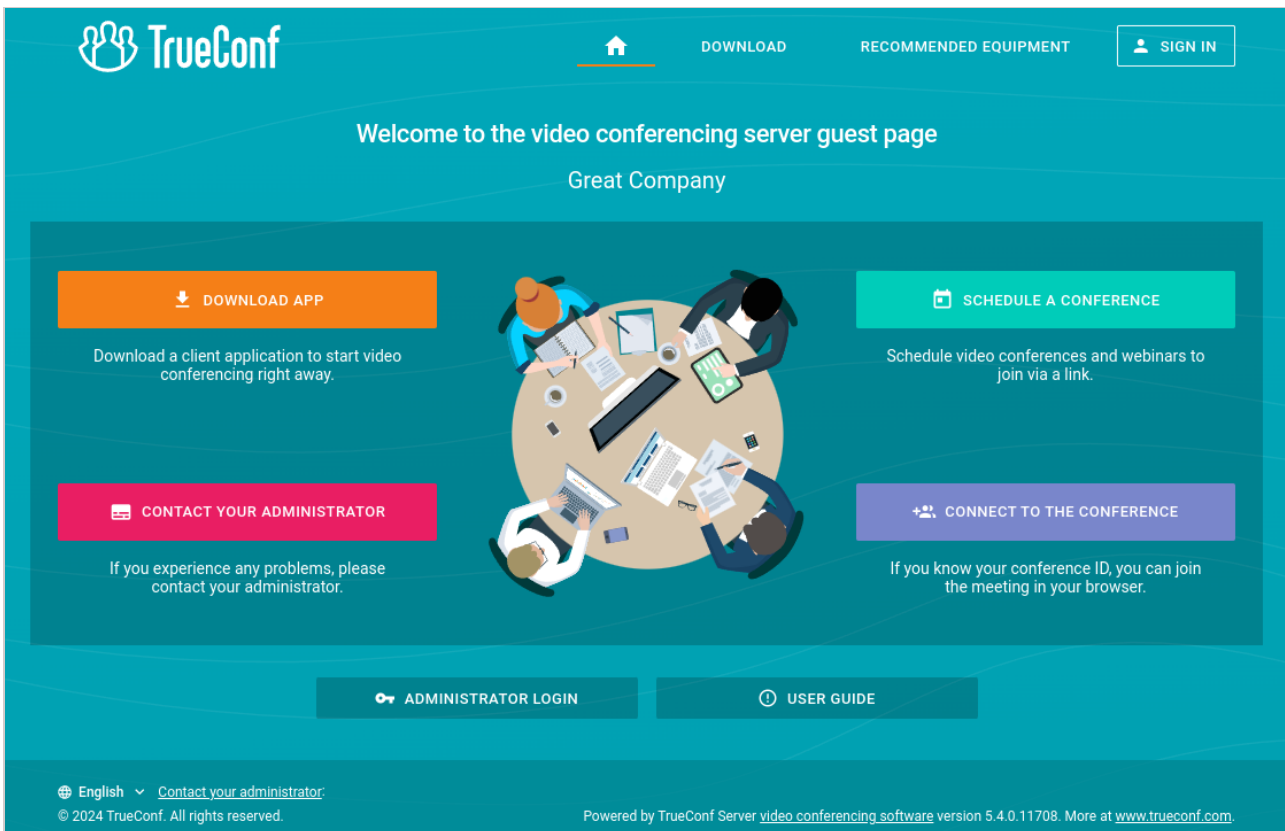 TrueConf
DOWNLOAD
RECOMMENDED EQUIPMENT
SIGN IN
Welcome to the video conferencing server guest page
Great Company
DOWNLOAD APP
Download a client application to start video
conferencing right away.
SCHEDULE A CONFERENCE
Schedule video conferences and webinars to
join via a link.
CONTACT YOUR ADMINISTRATOR
If you experience any problems, please
contact your administrator.
CONNECT TO THE CONFERENCE
If you know your conference ID, you can join
the meeting in your browser.
ADMINISTRATOR LOGIN
USER GUIDE
English Contact your administrator:
© 2024 TrueConf. All rights reserved.
Powered by TrueConf Server video conferencing software version 5.4.0.11708. More at www.trueconf.com.